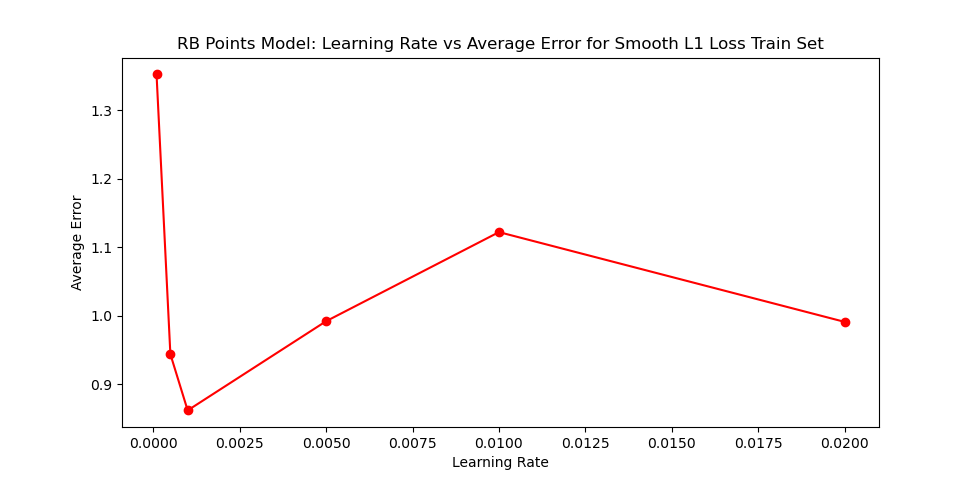 RB Points Model: Learning Rate vs Average Error for Smooth L1 Loss Train Set
1.3
1.2
1.1
1.0
0.9
Average Error
0.0000 0.0025 0.0050 0.0075 0.0100 0.0125 0.0150 0.0175 0.0200
Learning Rate